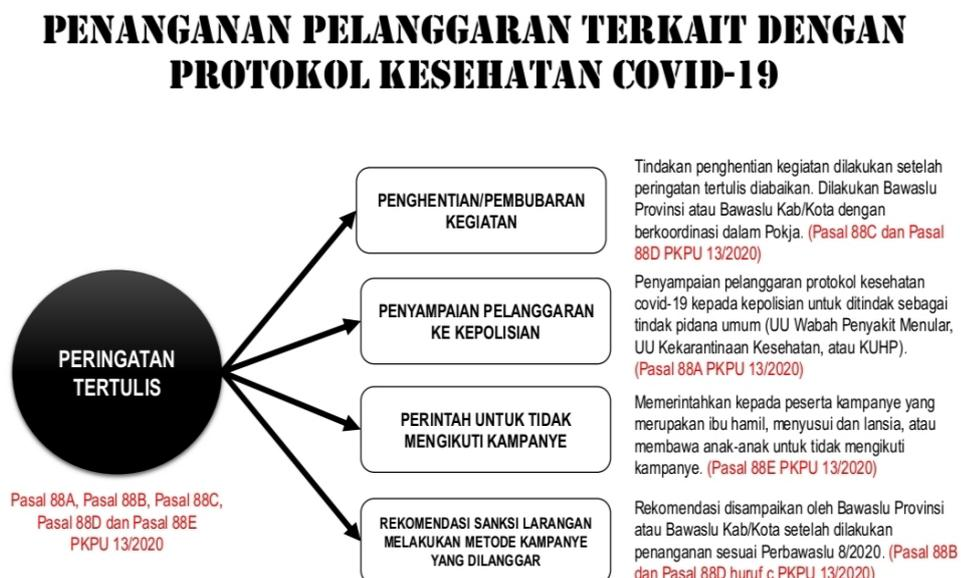 PENANGANAN PELANGGARAN TERKAIT DENGAN
PROTOKOL KESEHATAN COVID-19
PERINGATAN
TERTULIS
Pasal 88A, Pasal 88B, Pasal 88C,
Pasal 88D dan Pasal 88E
PKPU 13/2020
PENGHENTIAN/PEMBUBARAN
KEGIATAN
Tindakan penghentian kegiatan dilakukan setelah
peringatan tertulis diabaikan. Dilakukan Bawaslu
Provinsi atau Bawaslu Kab/Kota dengan
berkoordinasi dalam Pokja. (Pasal 88C dan Pasal
88D PKPU 13/2020)
PENYAMPAIAN PELANGGARAN
KE KEPOLISIAN
Penyampaian pelanggaran protokol kesehatan
covid-19 kepada kepolisian untuk ditindak sebagai
tindak pidana umum (UU Wabah Penyakit Menular,
UU Kekarantinaan Kesehatan, atau KUHP).
(Pasal 88A PKPU 13/2020)
PERINTAH UNTUK TIDAK
MENGIKUTI KAMPANYE
Memerintahkan kepada peserta kampanye yang
merupakan ibu hamil, menyusui dan lansia, atau
membawa anak-anak untuk tidak mengikuti
kampanye. (Pasal 88E PKPU 13/2020)
REKOMENDASI SANKSI LARANGAN
MELAKUKAN METODE KAMPANYE
YANG DILANGGAR
Rekomendasi disampaikan oleh Bawaslu Provinsi
atau Bawaslu Kab/Kota setelah dilakukan
penanganan sesuai Perbawaslu 8/2020. (Pasal 88B
dan Pasal 88D huruf c PKPU 13/2020)